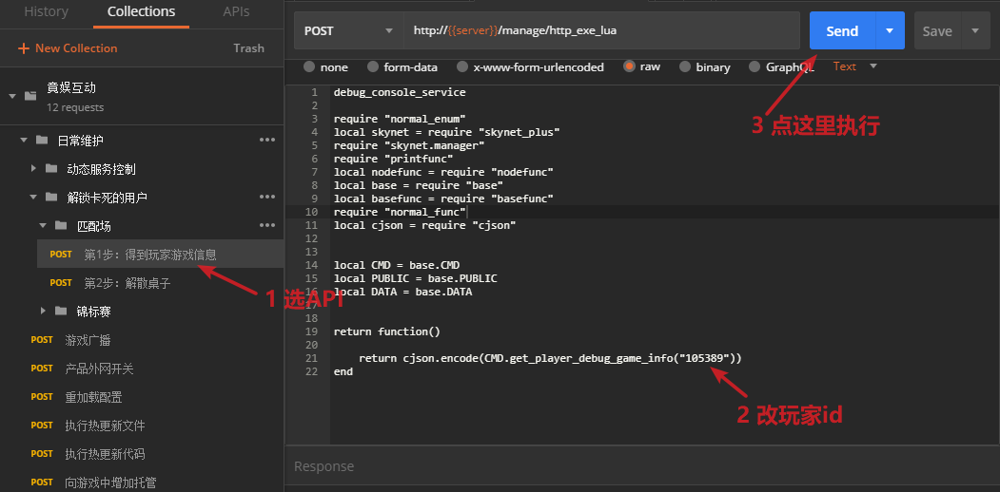 History Collections APIs
New Collection Trash
竟娱互动
12 requests
日常维护
动态服务控制
解锁卡死的用户
匹配场
POST 第1步：得到玩家游戏信息
POST 第2步：解散桌子
锦标赛
POST 游戏广播
POST 产品外网开关
POST 重加载配置
POST 执行热更新文件
POST 执行热更新代码
POST 向游戏中增加托管
1 选API
POST http://{{server}}/manage/http_exe_lua Send Save
none form-data x-www-form-urlencoded raw binary GraphQL Text
3 点这里执行
1 debug_console_service
2
3 require "normal_enum"
4 local skynet = require "skynet_plus"
5 require "skynet.manager"
6 require "printfunc"
7 local nodefunc = require "nodefunc"
8 local base = require "base"
9 local basefunc = require "basefunc"
10 require "normal_func"
11 local cjson = require "cjson"
12
13
14 local CMD = base.CMD
15 local PUBLIC = base.PUBLIC
16 local DATA = base.DATA
17
18
19 return function()
20
21 return cjson.encode(CMD.get_player_debug_game_info("105389"))
22 end
2 改玩家id
Response